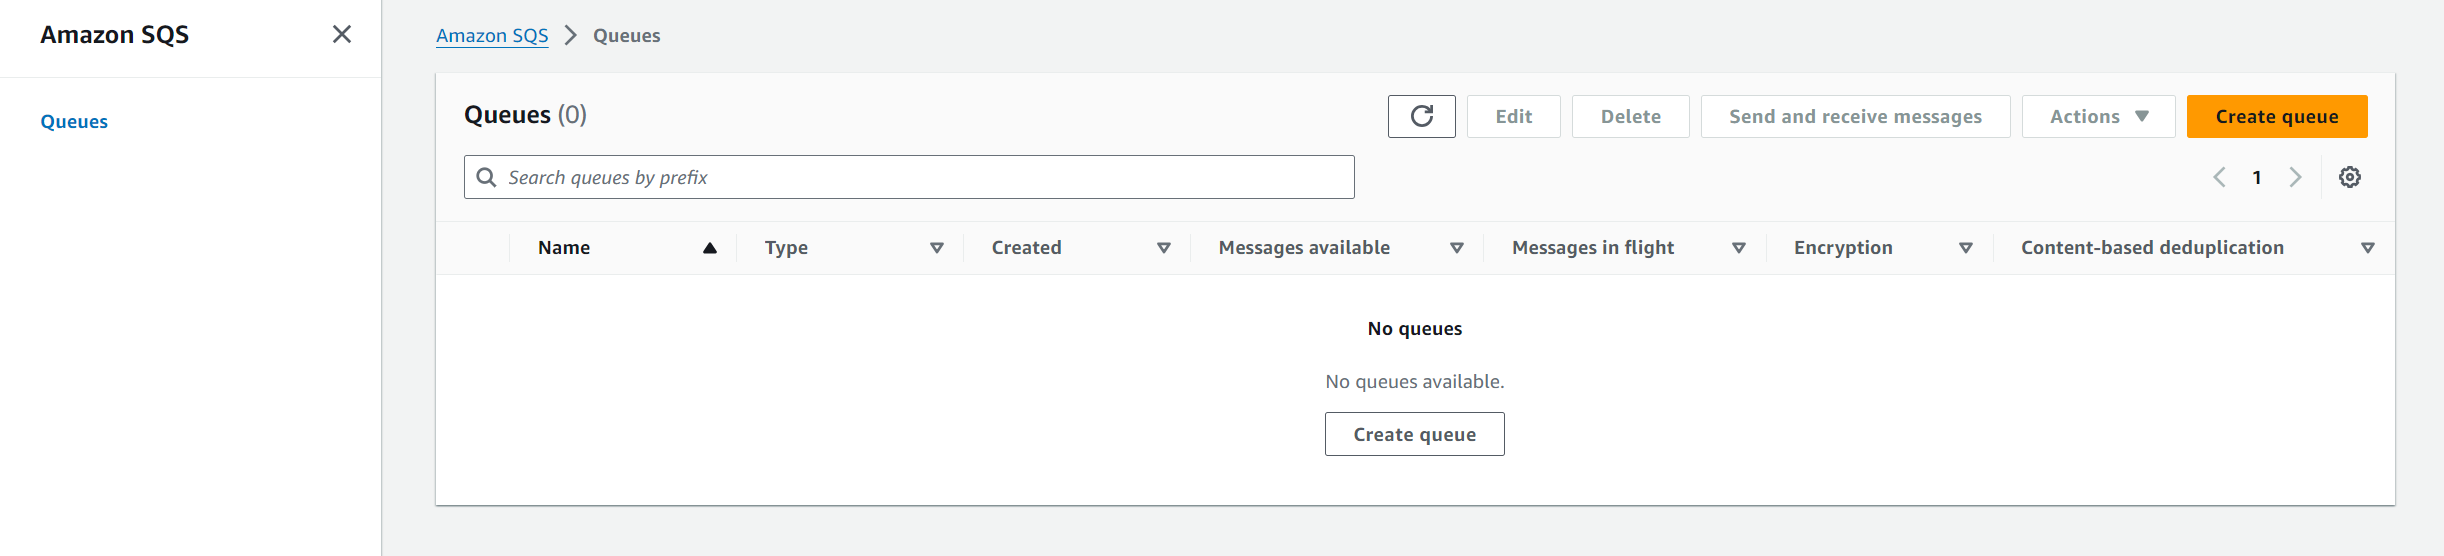 Amazon SQS
Queues
Amazon SQS Queues
Queues (0)
Edit Delete Send and receive messages Actions Create queue
Search queues by prefix
1
Name Type Created Messages available Messages in flight Encryption Content-based deduplication
No queues
No queues available.
Create queue